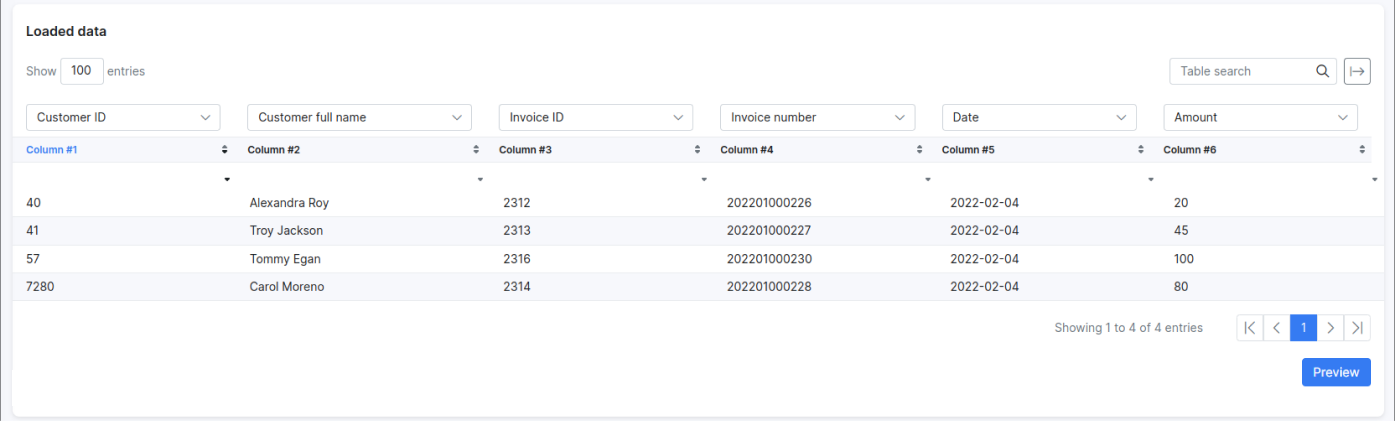 Loaded data
Show 100 entries
Table search
Customer ID Customer full name Invoice ID Invoice number Date Amount
Column #1 Column #2 Column #3 Column #4 Column #5 Column #6
40 Alexandra Roy 2312 202201000226 2022-02-04 20
41 Troy Jackson 2313 202201000227 2022-02-04 45
57 Tommy Egan 2316 202201000230 2022-02-04 100
7280 Carol Moreno 2314 202201000228 2022-02-04 80
Showing 1 to 4 of 4 entries 1
Preview